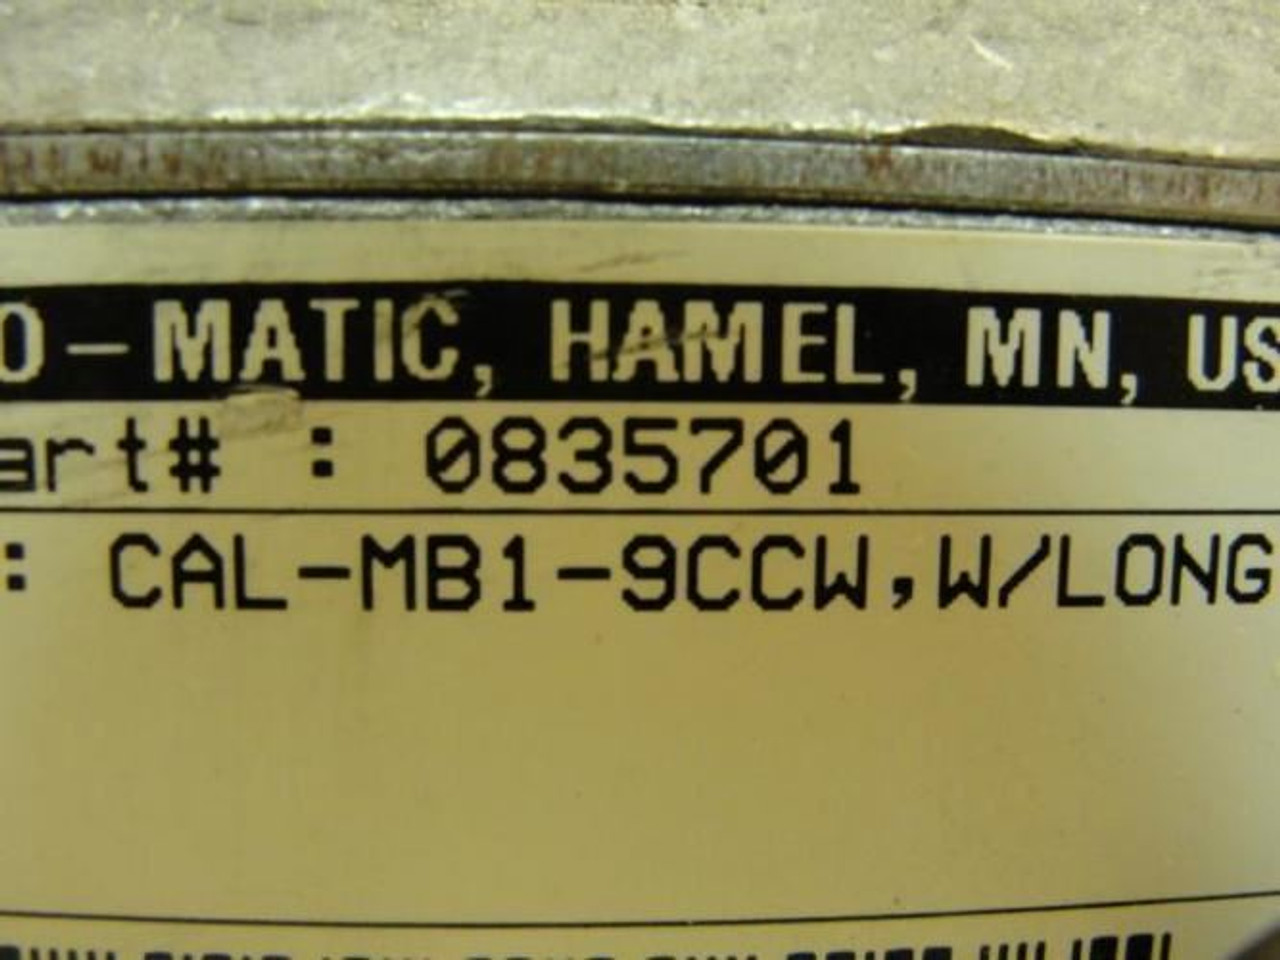 O-MATIC, HAMEL, MN, US
art# : 0835701
: CAL-MB1-9CCW,W/LONG